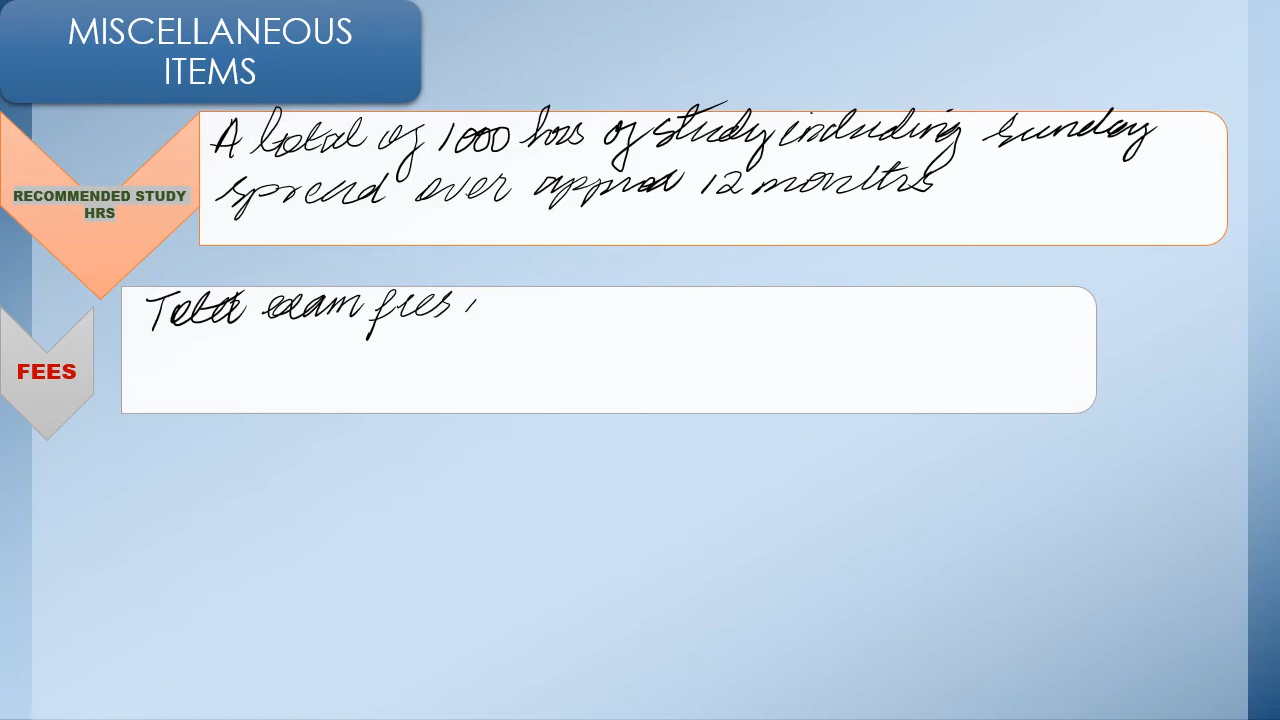 MISCELLANEOUS
ITEMS
RECOMMENDED STUDY
HRS
A total of 1000 hrs of study including sunday
spread over approx 12 months
FEES
Total exam fees